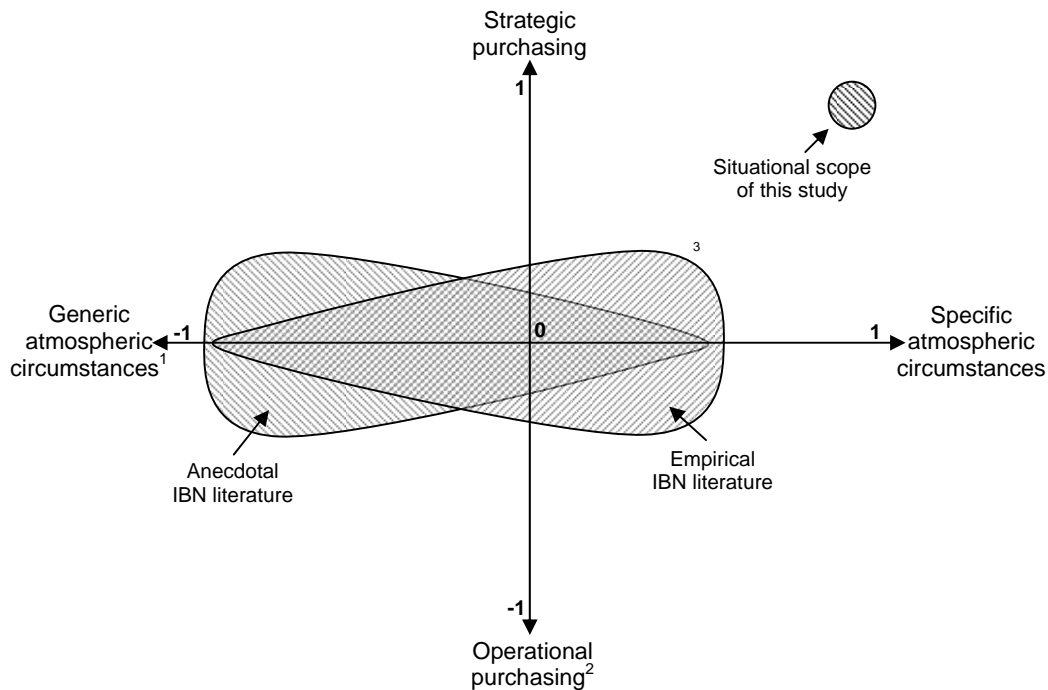 Strategic
purchasing
1
Situational scope
of this study
3
Generic
atmospheric
circumstances1
-1
0
1
Specific
atmospheric
circumstances
Anecdotal
IBN literature
Empirical
IBN literature
-1
Operational
purchasing2